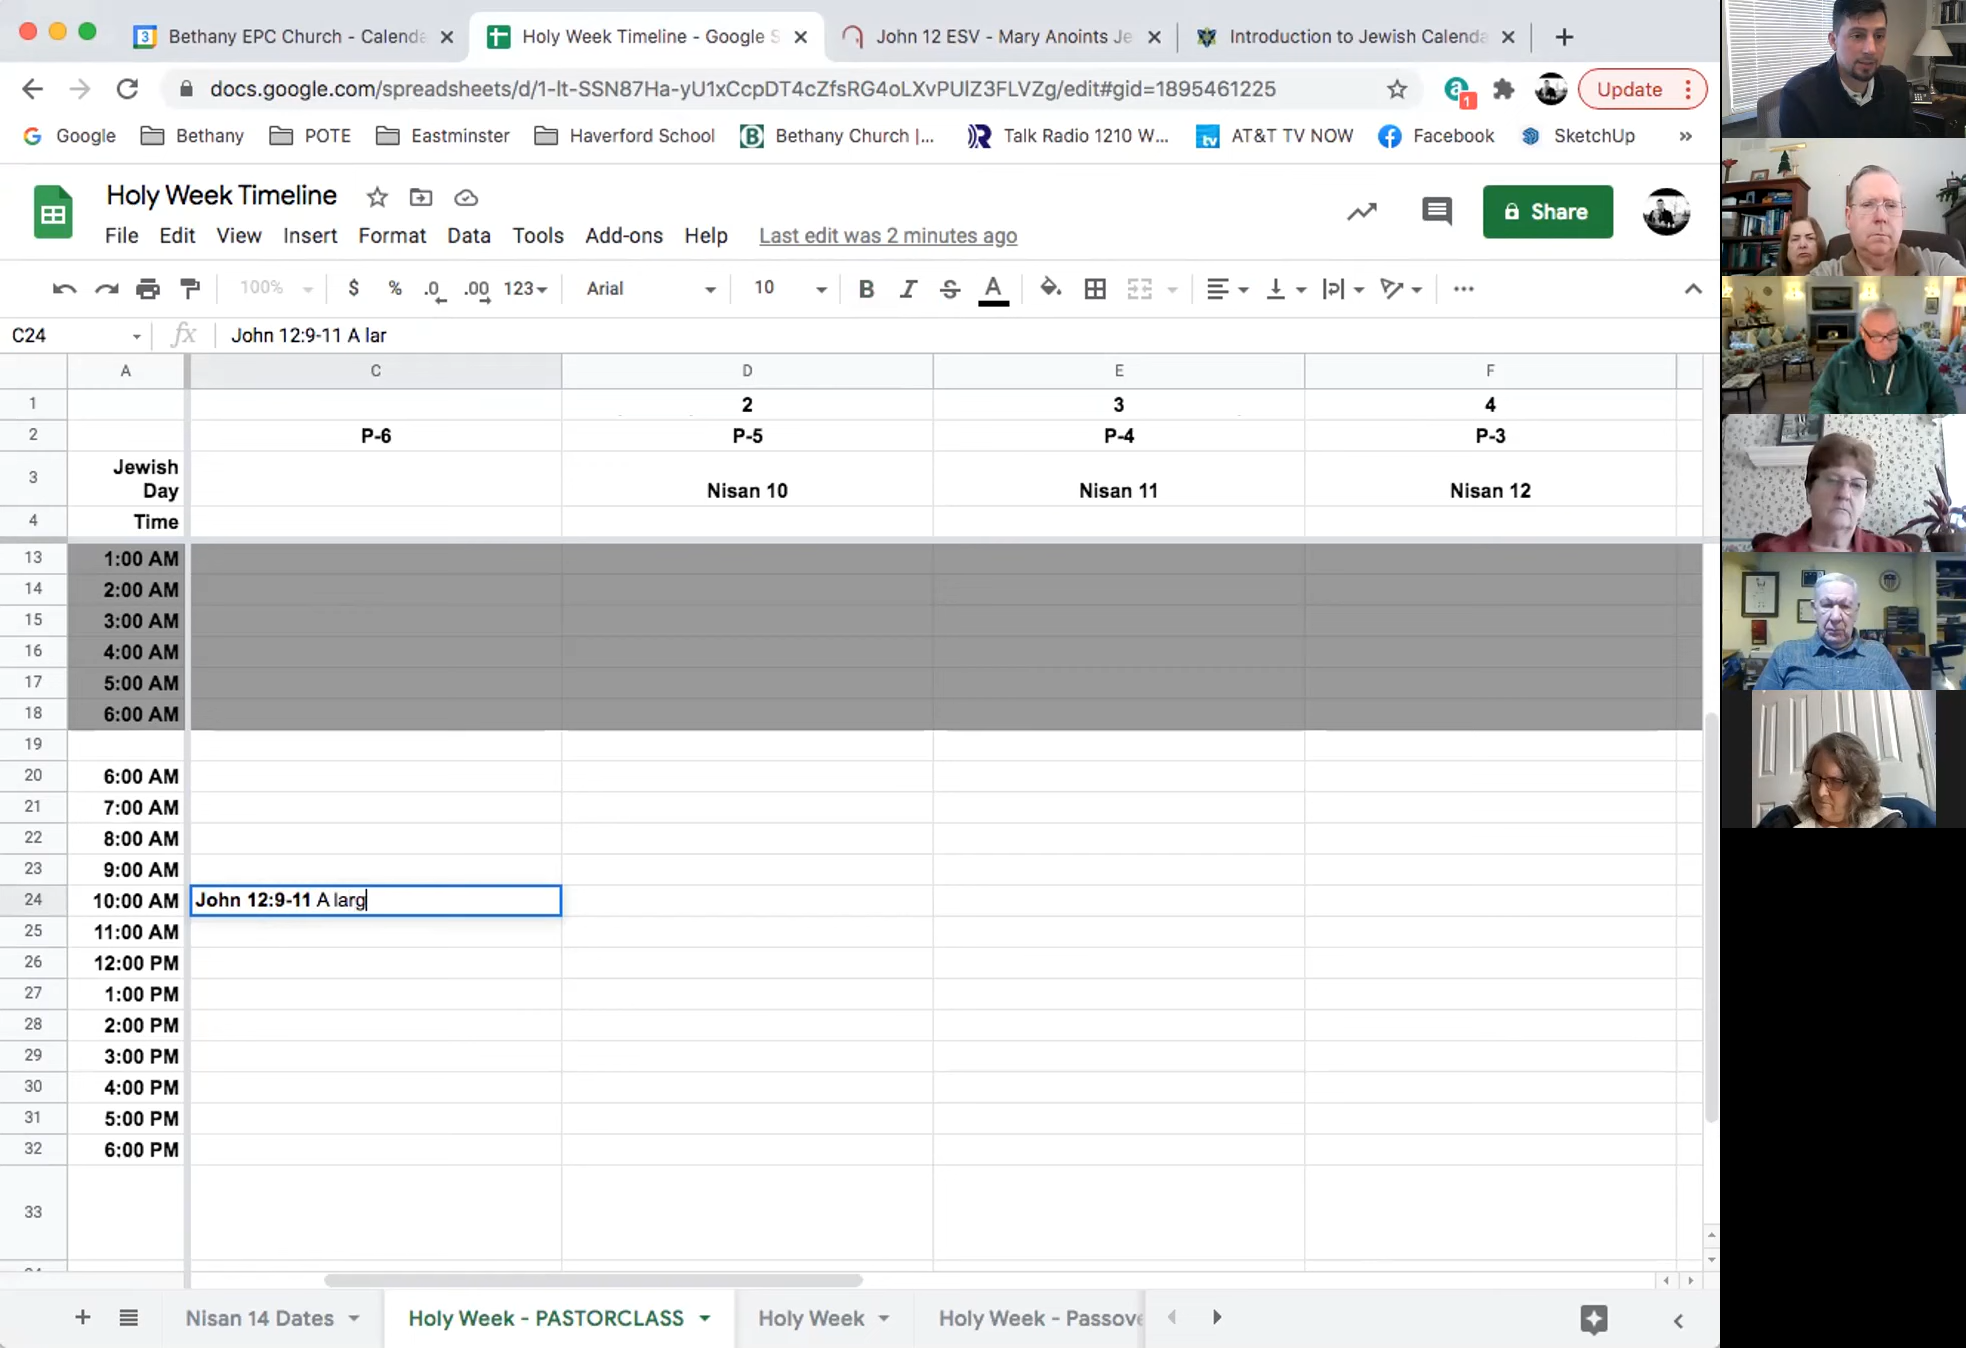 Bethany EPC Church - Calenda
Holy Week Timeline - Google S
John 12 ESV - Mary Anoints Je
Introduction to Jewish Calenda
docs.google.com/spreadsheets/d/1-It-SSN87Ha-yU1xCcpDT4cZfsRG4oLXvPUlZ3FLVZg/edit#gid=1895461225
1
Update
Google
Bethany
POTE
Eastminster
Haverford School
Bethany Church |...
Talk Radio 1210 W...
AT&T TV NOW
Facebook
SketchUp
»
Holy Week Timeline
Share
File Edit View Insert Format Data Tools Add-ons Help Last edit was 2 minutes ago
100% $ % .0 .00 123 Arial 10 B I S A
C24 fx John 12:9-11 A lar
A C D E F
1 2 3 4
2 P-6 P-5 P-4 P-3
3 Jewish Day Nisan 10 Nisan 11 Nisan 12
4 Time
13 1:00 AM
14 2:00 AM
15 3:00 AM
16 4:00 AM
17 5:00 AM
18 6:00 AM
19
20 6:00 AM
21 7:00 AM
22 8:00 AM
23 9:00 AM
24 10:00 AM John 12:9-11 A larg
25 11:00 AM
26 12:00 PM
27 1:00 PM
28 2:00 PM
29 3:00 PM
30 4:00 PM
31 5:00 PM
32 6:00 PM
33
Nisan 14 Dates
Holy Week - PASTORCLASS
Holy Week
Holy Week - Passove